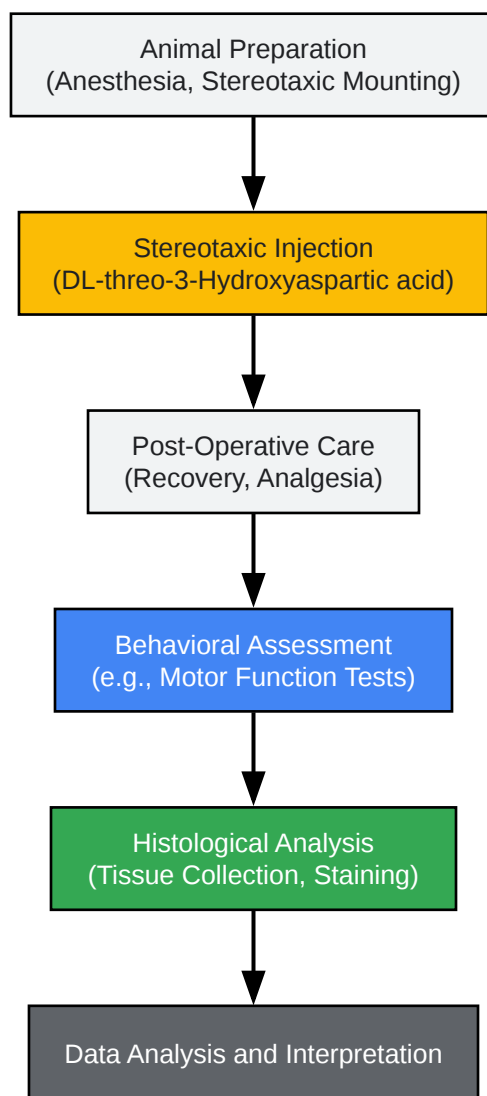 Animal Preparation
(Anesthesia, Stereotaxic Mounting)
Stereotaxic Injection
(DL-threo-3-Hydroxyaspartic acid)
Post-Operative Care
(Recovery, Analgesia)
Behavioral Assessment
(e.g., Motor Function Tests)
Histological Analysis
(Tissue Collection, Staining)
Data Analysis and Interpretation